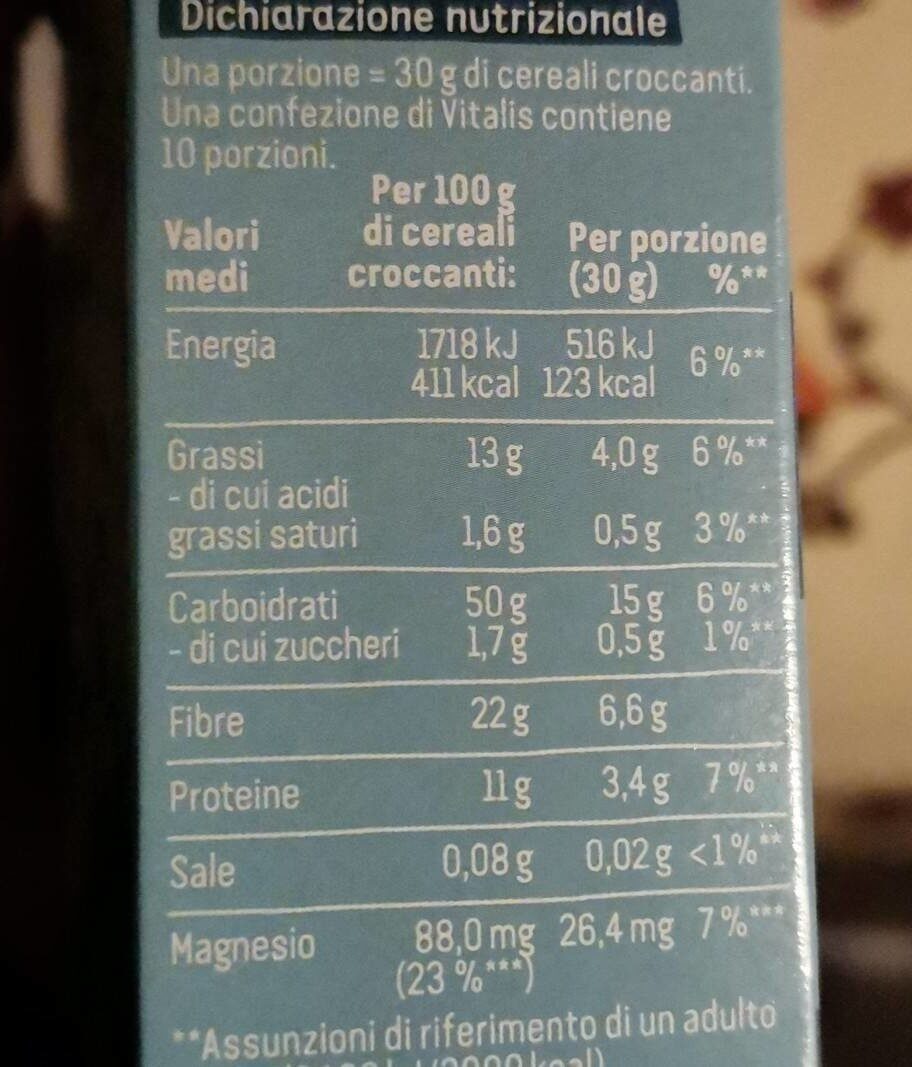 Dichiarazione nutrizionale
Una porzione = 30 g di cereali croccanti.
Una confezione di Vitalis contiene
10 porzioni.
Valori medi Per 100 g di cereali croccanti: Per porzione (30 g) %**
Energia 1718 kJ 516 kJ 6 %**
411 kcal 123 kcal
Grassi 13 g 4,0 g 6 %**
- di cui acidi
grassi saturi 1,6 g 0,5 g 3 %**
Carboidrati 50 g 15 g 6 %**
- di cui zuccheri 1,7 g 0,5 g 1 %**
Fibre 22 g 6,6 g
Proteine 11 g 3,4 g 7 %**
Sale 0,08 g 0,02 g <1 %**
Magnesio 88,0 mg 26,4 mg 7 %***
(23 %***)
**Assunzioni di riferimento di un adulto